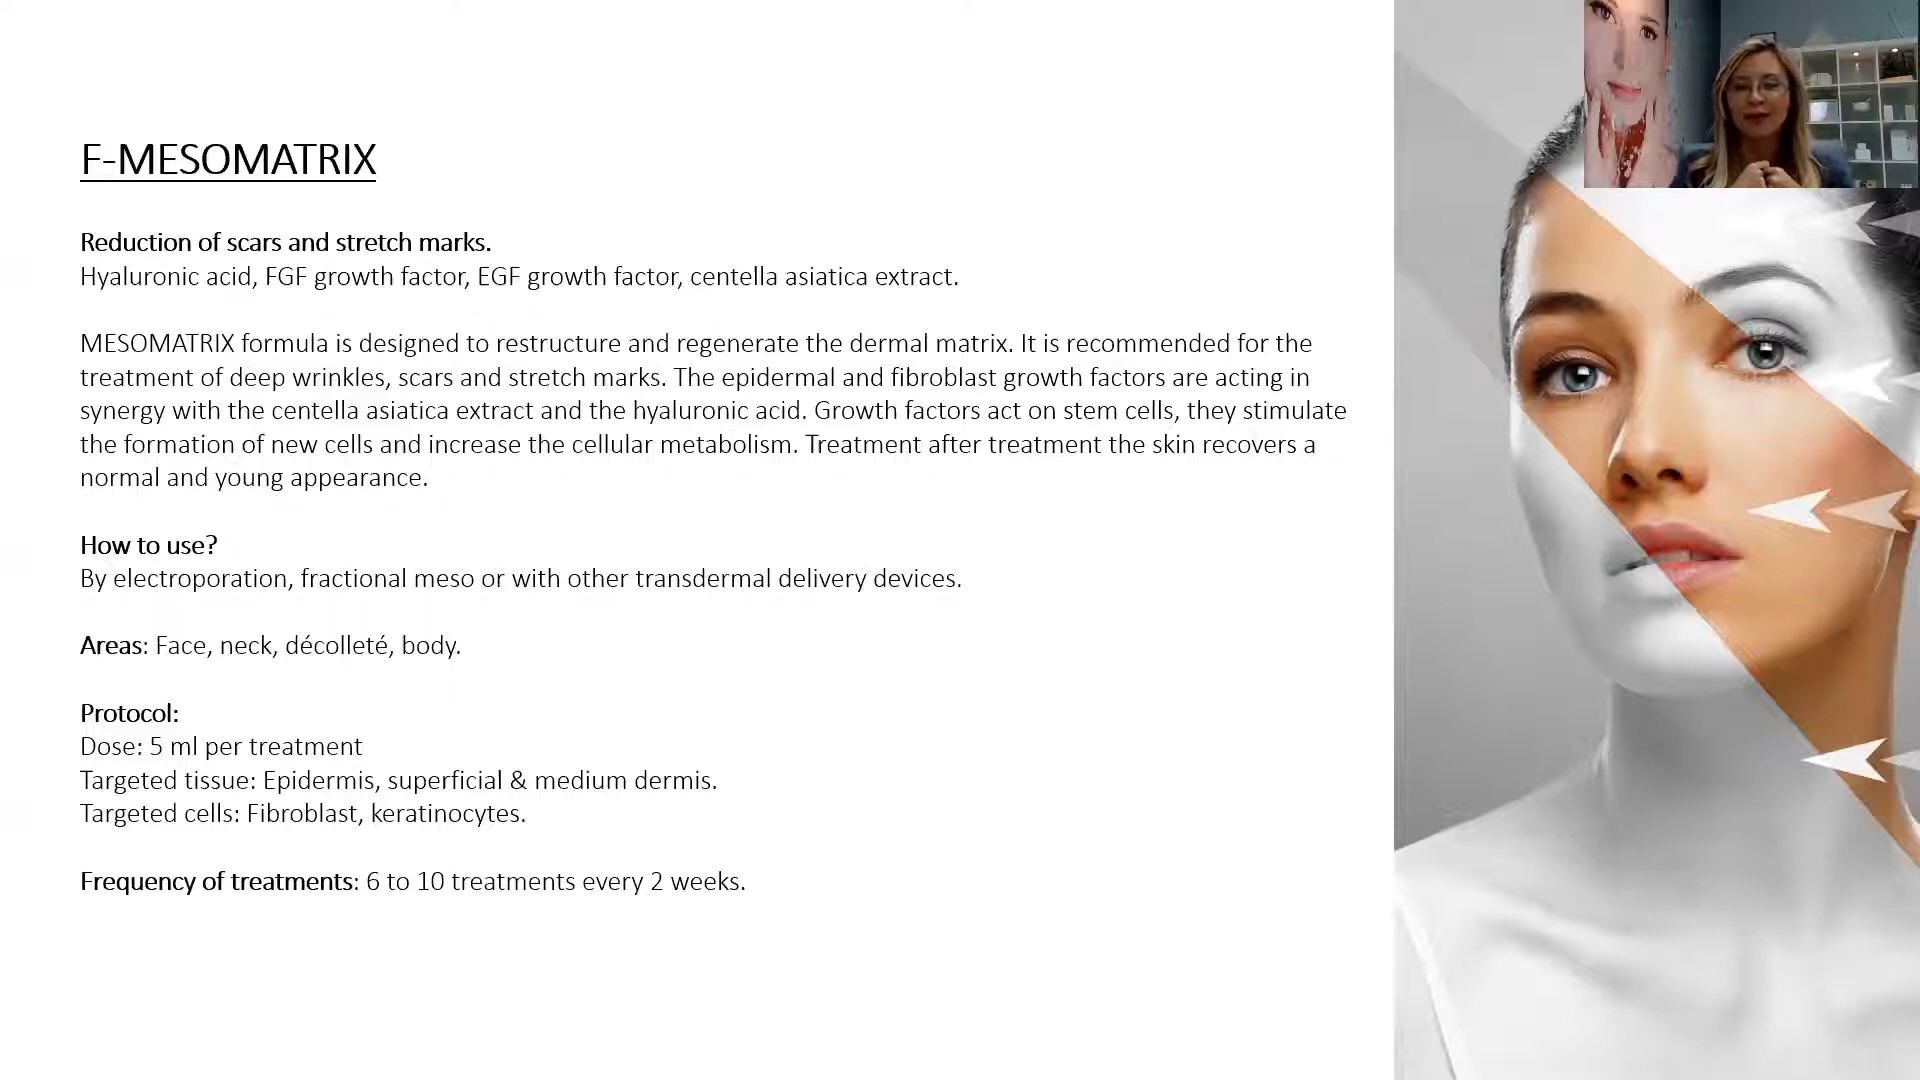 F-MESOMATRIX
Reduction of scars and stretch marks.
Hyaluronic acid, FGF growth factor, EGF growth factor, centella asiatica extract.
MESOMATRIX formula is designed to restructure and regenerate the dermal matrix. It is recommended for the
treatment of deep wrinkles, scars and stretch marks. The epidermal and fibroblast growth factors are acting in
synergy with the centella asiatica extract and the hyaluronic acid. Growth factors act on stem cells, they stimulate
the formation of new cells and increase the cellular metabolism. Treatment after treatment the skin recovers a
normal and young appearance.
How to use?
By electroporation, fractional meso or with other transdermal delivery devices.
Areas: Face, neck, décolleté, body.
Protocol:
Dose: 5 ml per treatment
Targeted tissue: Epidermis, superficial & medium dermis.
Targeted cells: Fibroblast, keratinocytes.
Frequency of treatments: 6 to 10 treatments every 2 weeks.